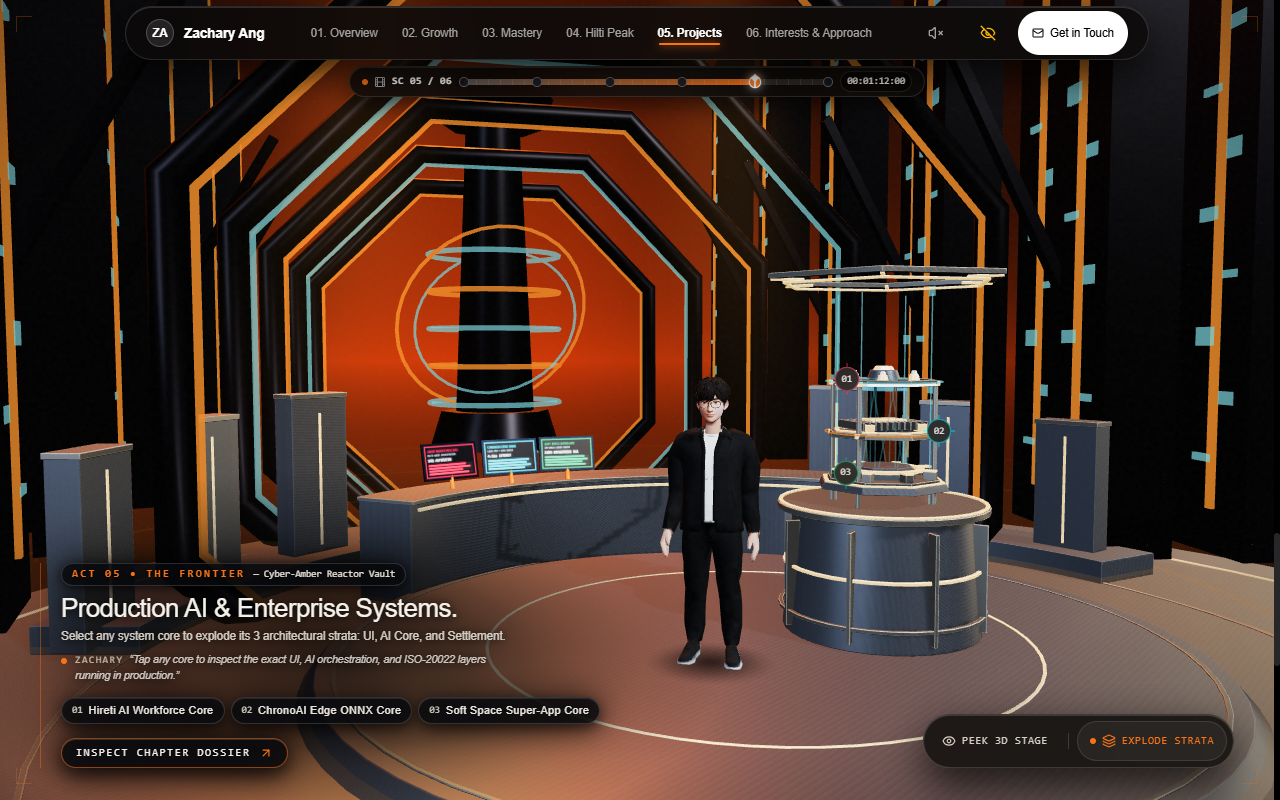 ZA Zachary Ang 01. Overview 02. Growth 03. Mastery 04. Hilti Peak 05. Projects 06. Interests & Approach Get in Touch
SC 05 / 06 00:01:12:00
01
02
03
ACT 05 • THE FRONTIER — Cyber-Amber Reactor Vault
Production AI & Enterprise Systems.
Select any system core to explode its 3 architectural strata: UI, AI Core, and Settlement.
ZACHARY "Tap any core to inspect the exact UI, AI orchestration, and ISO-20022 layers
running in production."
01 Hireti AI Workforce Core 02 ChronoAI Edge ONNX Core 03 Soft Space Super-App Core
INSPECT CHAPTER DOSSIER
PEEK 3D STAGE EXPLODE STRATA